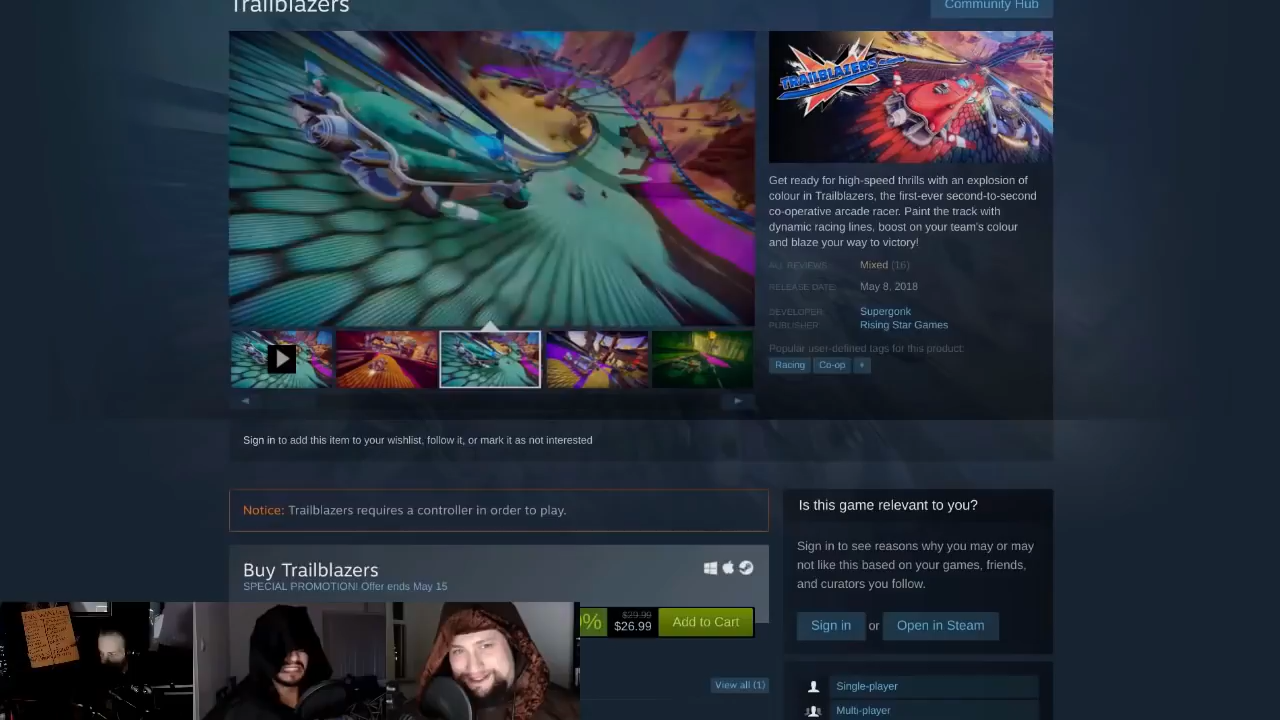 Trailblazers
Community Hub
TRAILBLAZERS
Get ready for high-speed thrills with an explosion of
colour in Trailblazers, the first-ever second-to-second
co-operative arcade racer. Paint the track with
dynamic racing lines, boost on your team's colour
and blaze your way to victory!
ALL REVIEWS: Mixed (16)
RELEASE DATE: May 8, 2018
DEVELOPER: Supergonk
PUBLISHER: Rising Star Games
Popular user-defined tags for this product:
Racing Co-op +
Sign in to add this item to your wishlist, follow it, or mark it as not interested
Notice: Trailblazers requires a controller in order to play.
Is this game relevant to you?
Sign in to see reasons why you may or may
not like this based on your games, friends,
and curators you follow.
Sign in or Open in Steam
Buy Trailblazers
SPECIAL PROMOTION! Offer ends May 15
% $29.99 $26.99 Add to Cart
View all (1)
Single-player
Multi-player